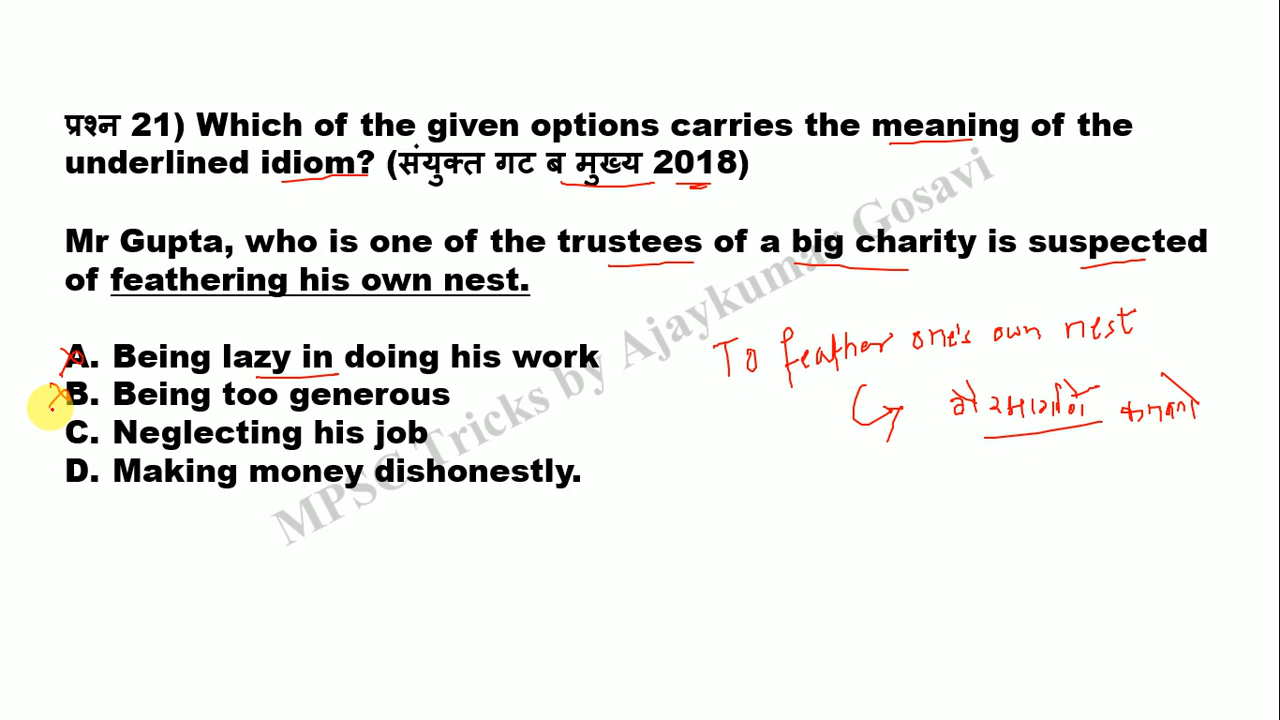 प्रश्न 21) Which of the given options carries the meaning of the
underlined idiom? (संयुक्त गट ब मुख्य 2018)
Mr Gupta, who is one of the trustees of a big charity is suspected
of feathering his own nest.
A. Being lazy in doing his work
B. Being too generous
C. Neglecting his job
D. Making money dishonestly.
To feather one's own nest
कमवणे
MPSC Tricks by Ajaykumar Gosavi